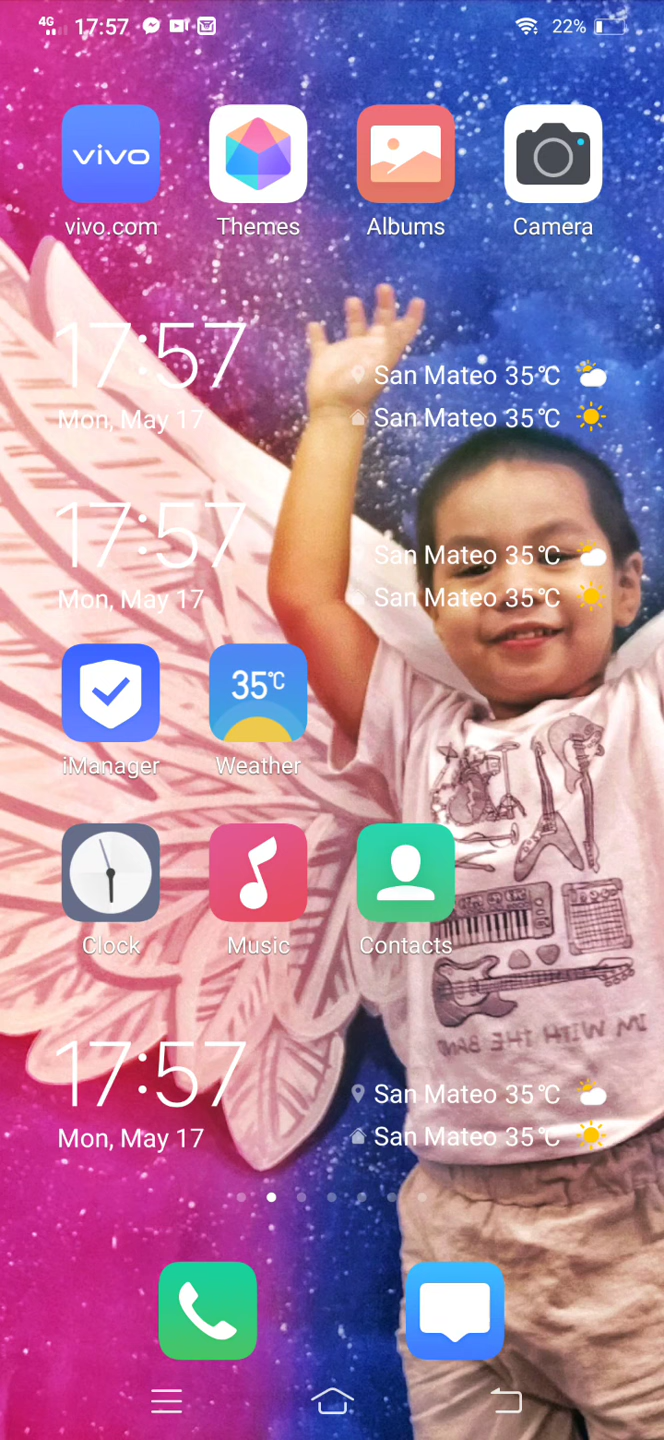 4G 17:57 22%
vivo
vivo.com Themes Albums Camera
17:57
San Mateo 35°C
Mon, May 17
San Mateo 35°C
17:57
San Mateo 35°C
Mon, May 17
San Mateo 35°C
35°C
iManager Weather
Clock Music Contacts
IM WITH THE BAND
17:57
San Mateo 35°C
Mon, May 17
San Mateo 35°C